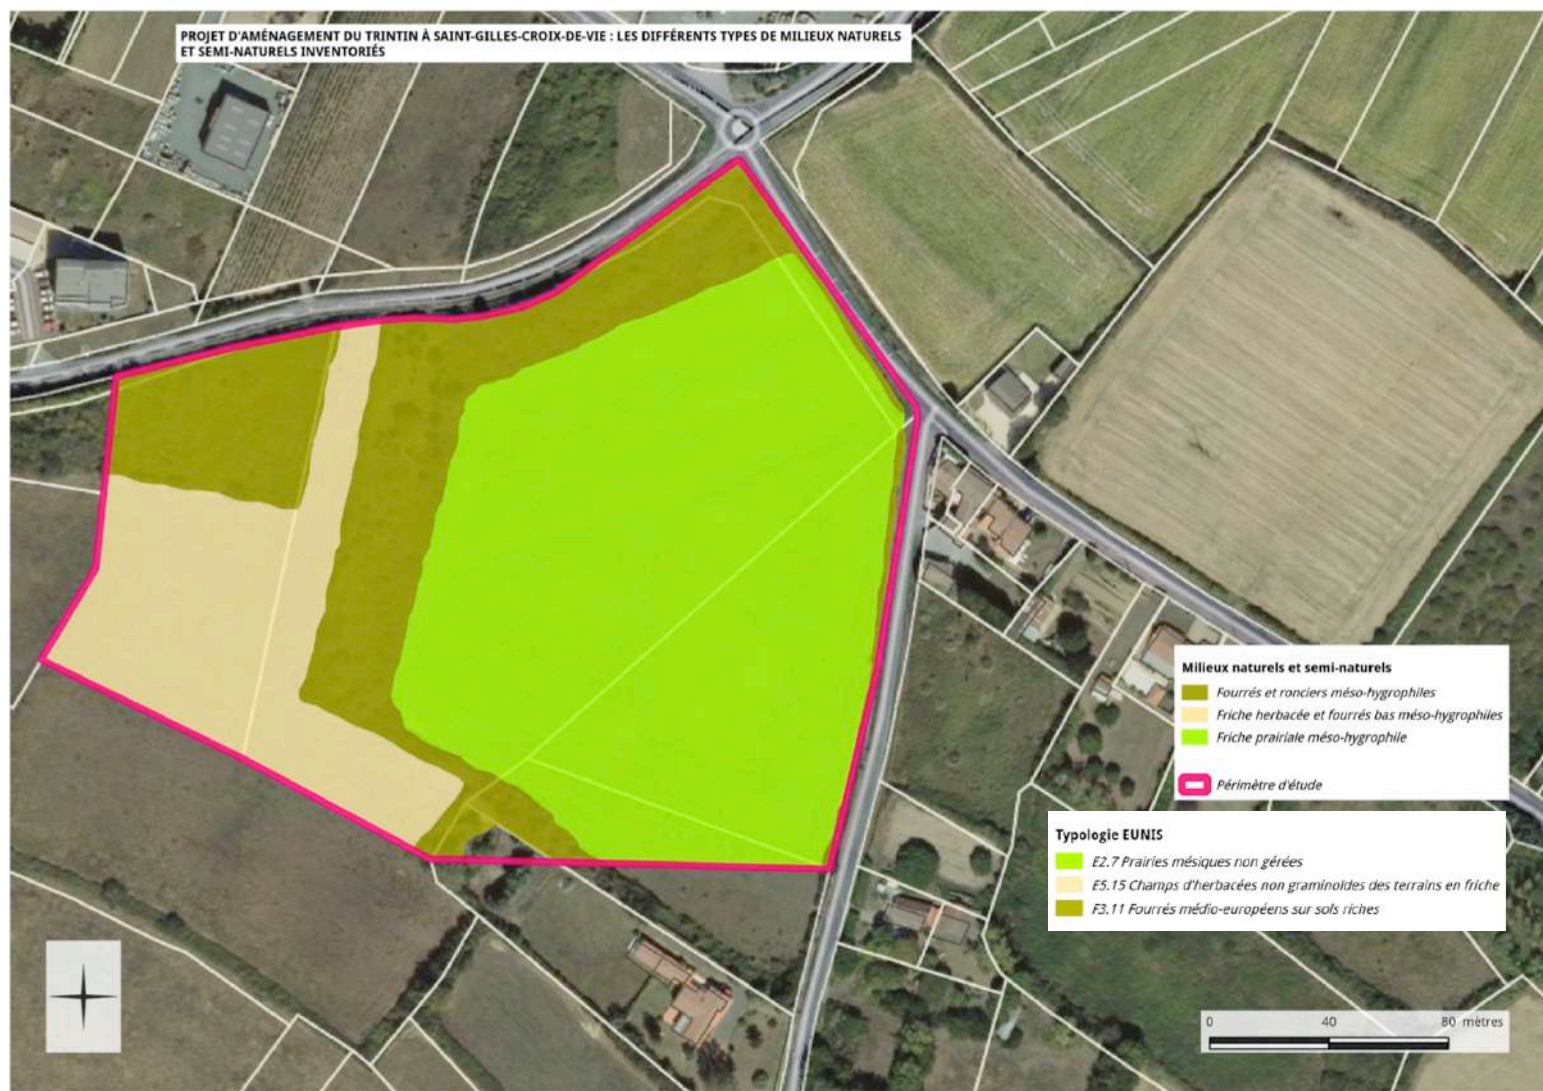 PROJET D'AMÉNAGEMENT DU TRINTIN À SAINT-GILLES-CROIX-DE-VIE : LES DIFFÉRENTS TYPES DE MILIEUX NATURELS
ET SEMI-NATURELS INVENTORIÉS
Milieux naturels et semi-naturels
Fourrés et ronciers méso-hygrophiles
Friche herbacée et fourrés bas méso-hygrophiles
Friche prairiale méso-hygrophile
Périmètre d'étude
Typologie EUNIS
E2.7 Prairies mésiques non gérées
E5.15 Champs d'herbacées non graminoïdes des terrains en friche
F3.11 Fourrés médio-européens sur sols riches
0 40 80 mètres